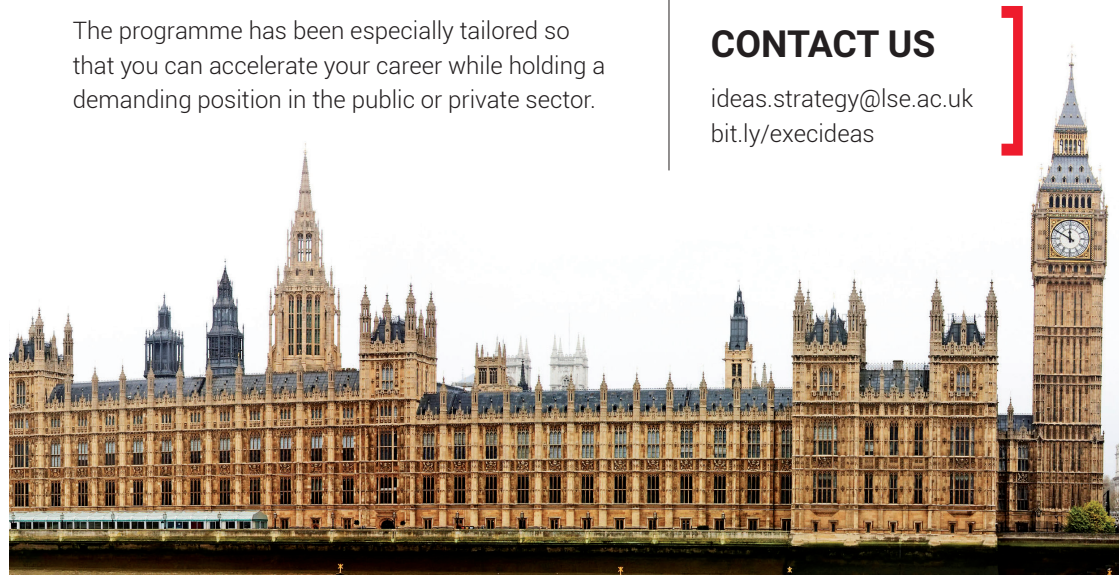 The programme has been especially tailored so
that you can accelerate your career while holding a
demanding position in the public or private sector.
CONTACT US
ideas.strategy@lse.ac.uk
bit.ly/execideas